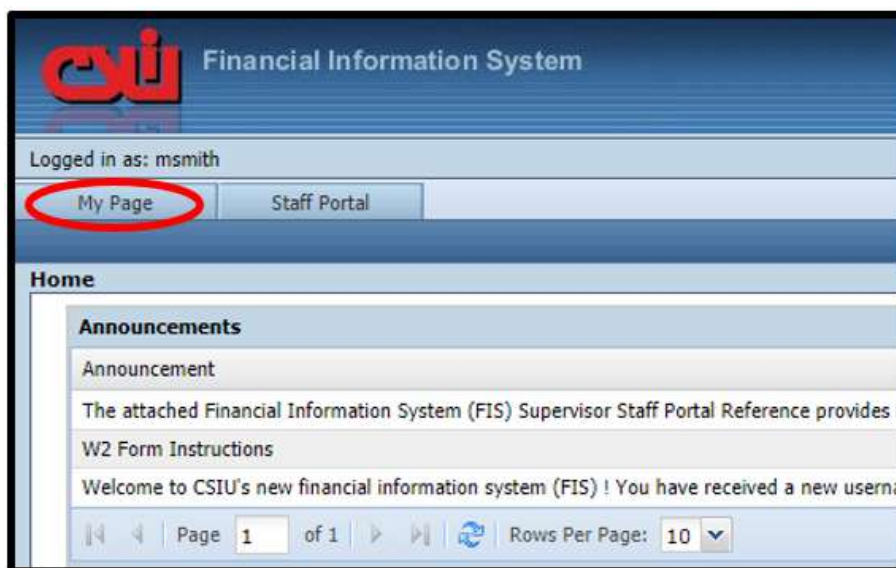 CSIU Financial Information System
Logged in as: msmith
My Page Staff Portal
Home
Announcements
Announcement
The attached Financial Information System (FIS) Supervisor Staff Portal Reference provides
W2 Form Instructions
Welcome to CSIU's new financial information system (FIS) ! You have received a new userna
Page 1 of 1 Rows Per Page: 10